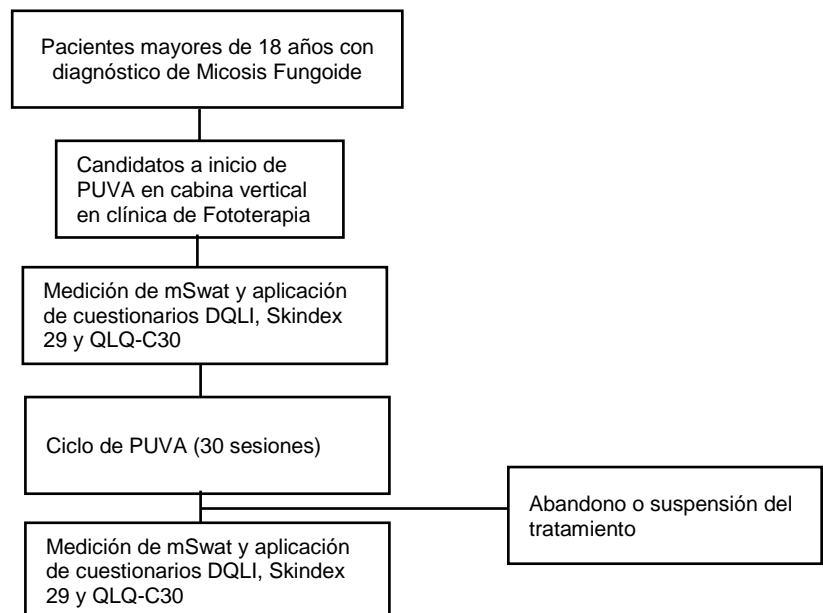 Pacientes mayores de 18 años con
diagnóstico de Micosis Fungoide
Candidatos a inicio de
PUVA en cabina vertical
en clínica de Fototerapia
Medición de mSwat y aplicación
de cuestionarios DQLI, Skindex
29 y QLQ-C30
Ciclo de PUVA (30 sesiones)
Abandono o suspensión del
tratamiento
Medición de mSwat y aplicación
de cuestionarios DQLI, Skindex
29 y QLQ-C30